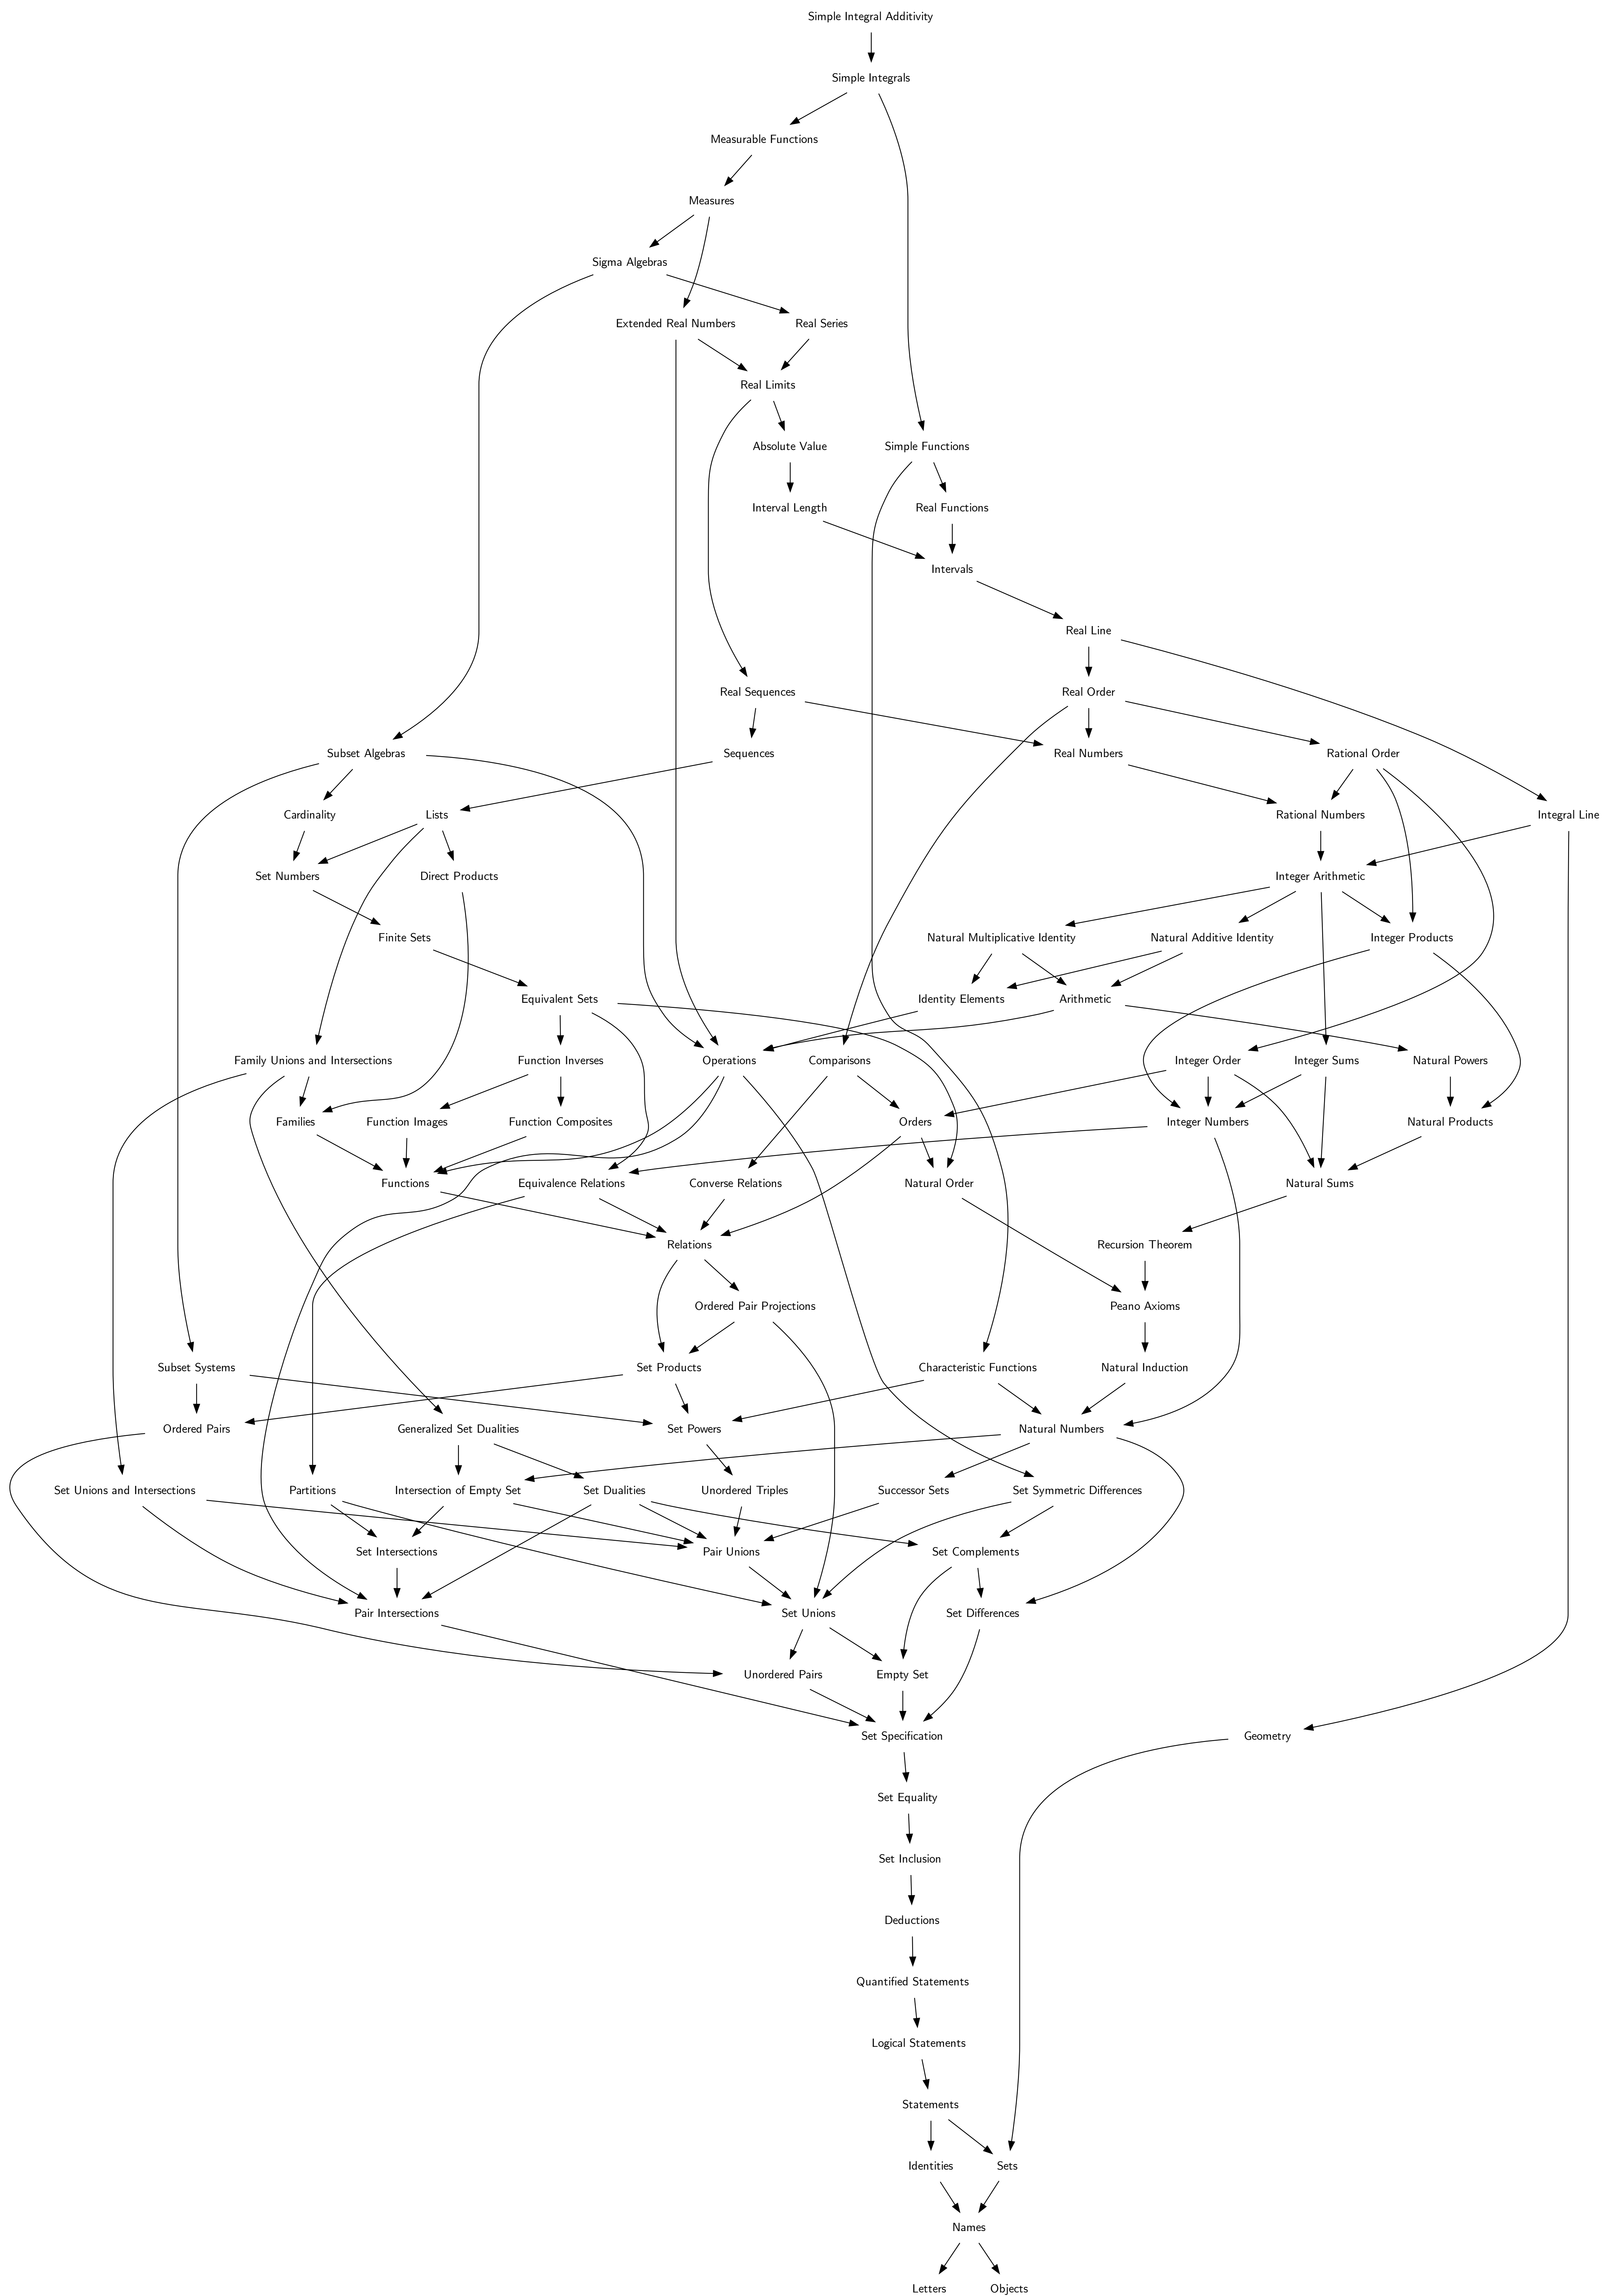 Simple Integral Additivity
Simple Integrals
Measurable Functions
Measures
Sigma Algebras
Extended Real Numbers
Real Series
Real Limits
Absolute Value
Simple Functions
Interval Length
Real Functions
Intervals
Real Line
Real Sequences
Real Order
Subset Algebras
Sequences
Real Numbers
Rational Order
Cardinality
Lists
Rational Numbers
Integral Line
Set Numbers
Direct Products
Integer Arithmetic
Finite Sets
Natural Multiplicative Identity
Natural Additive Identity
Integer Products
Equivalent Sets
Identity Elements
Arithmetic
Family Unions and Intersections
Function Inverses
Operations
Comparisons
Integer Order
Integer Sums
Natural Powers
Families
Function Images
Function Composites
Orders
Integer Numbers
Natural Products
Functions
Equivalence Relations
Converse Relations
Natural Order
Natural Sums
Relations
Recursion Theorem
Ordered Pair Projections
Peano Axioms
Subset Systems
Set Products
Characteristic Functions
Natural Induction
Ordered Pairs
Generalized Set Dualities
Set Powers
Natural Numbers
Set Unions and Intersections
Partitions
Intersection of Empty Set
Set Dualities
Unordered Triples
Successor Sets
Set Symmetric Differences
Set Intersections
Pair Unions
Set Complements
Pair Intersections
Set Unions
Set Differences
Unordered Pairs
Empty Set
Set Specification
Geometry
Set Equality
Set Inclusion
Deductions
Quantified Statements
Logical Statements
Statements
Identities
Sets
Names
Letters
Objects